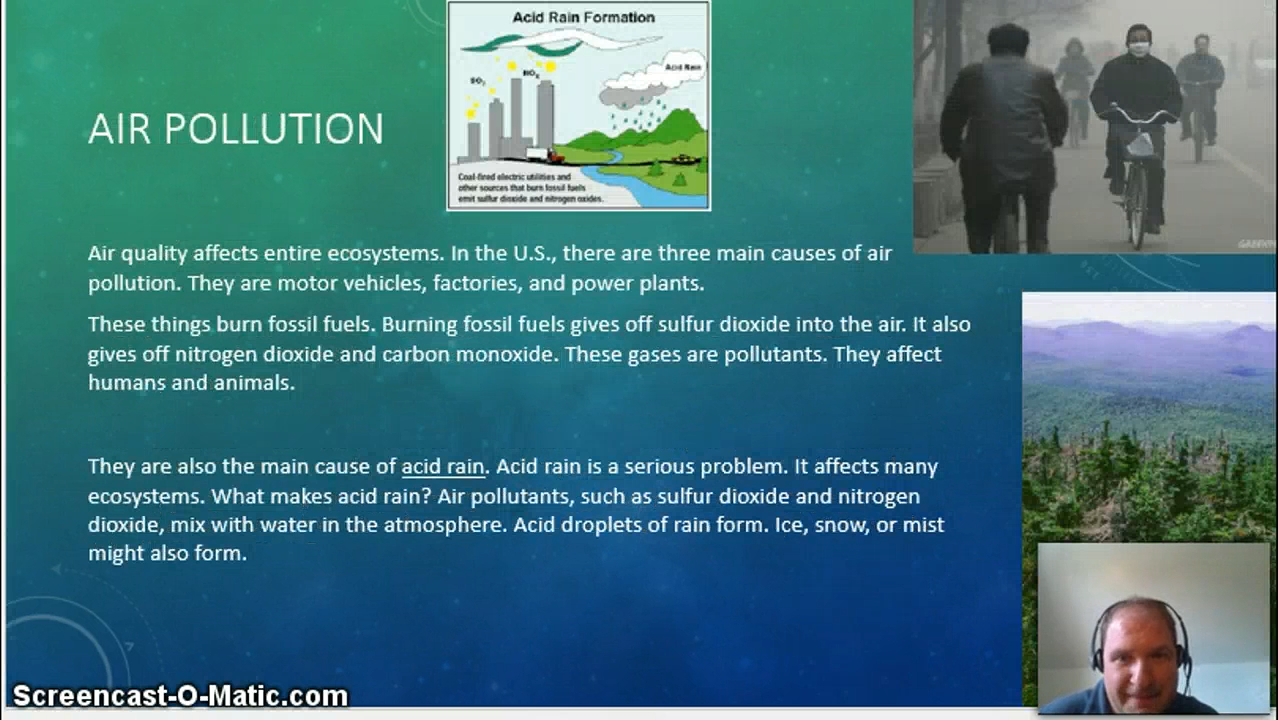 Acid Rain Formation
SO2
NOX
Acid Rain
Coal-fired electric utilities and
other sources that burn fossil fuels
emit sulfur dioxide and nitrogen oxides.
AIR POLLUTION
Air quality affects entire ecosystems. In the U.S., there are three main causes of air
pollution. They are motor vehicles, factories, and power plants.
These things burn fossil fuels. Burning fossil fuels gives off sulfur dioxide into the air. It also
gives off nitrogen dioxide and carbon monoxide. These gases are pollutants. They affect
humans and animals.
They are also the main cause of acid rain. Acid rain is a serious problem. It affects many
ecosystems. What makes acid rain? Air pollutants, such as sulfur dioxide and nitrogen
dioxide, mix with water in the atmosphere. Acid droplets of rain form. Ice, snow, or mist
might also form.
Screencast-O-Matic.com